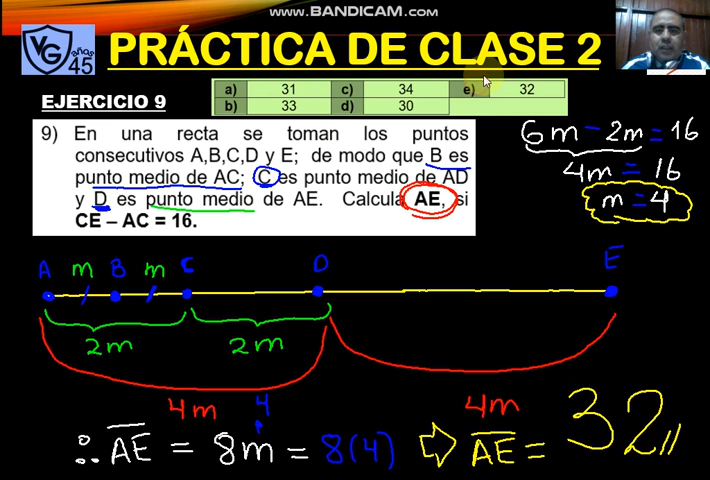 www.BANDICAM.com
VG años 45
PRÁCTICA DE CLASE 2
EJERCICIO 9
a) 31 c) 34 e) 32
b) 33 d) 30
9) En una recta se toman los puntos
consecutivos A,B,C,D y E; de modo que B es
punto medio de AC; C es punto medio de AD
y D es punto medio de AE. Calcula AE, si
CE – AC = 16.
6m - 2m = 16
4m = 16
m = 4
A m B m C D E
2m 2m
4m 4m
4
∴ AE = 8m = 8(4) ⇒ AE = 32//